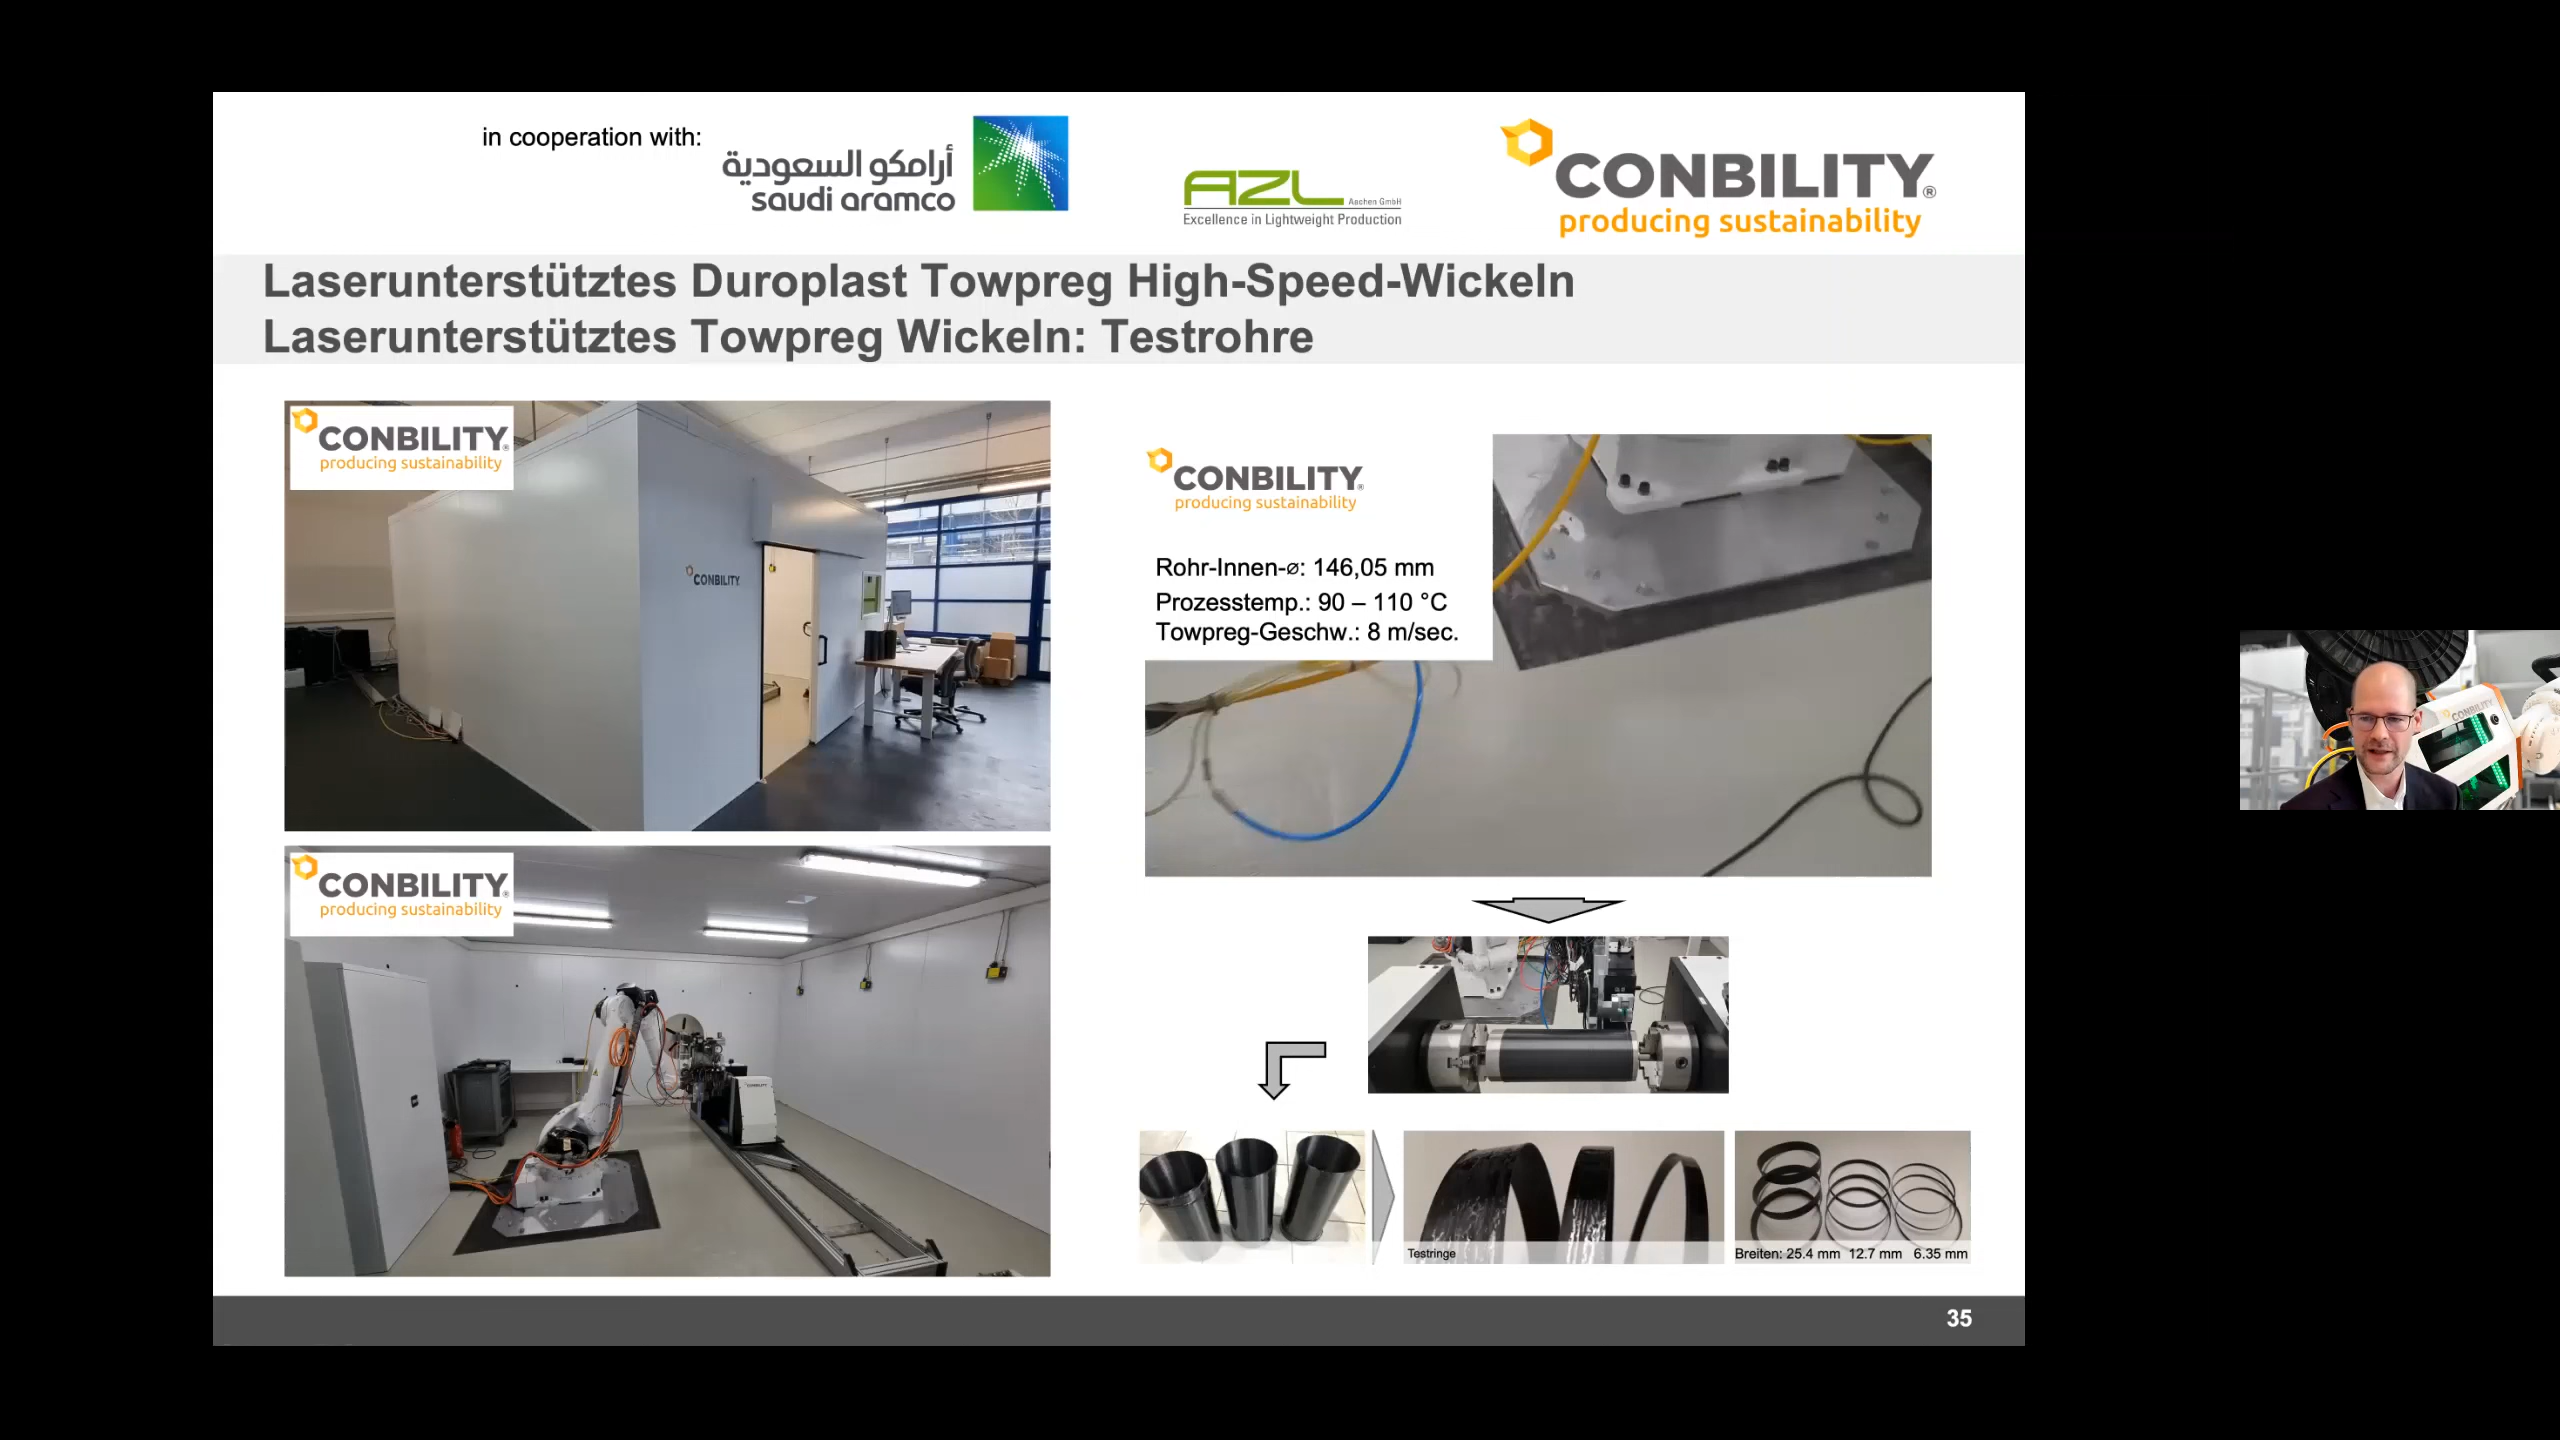 in cooperation with:
أرامكو السعودية
saudi aramco
AZL Aachen GmbH
Excellence in Lightweight Production
CONBILITY®
producing sustainability
Laserunterstütztes Duroplast Towpreg High-Speed-Wickeln
Laserunterstütztes Towpreg Wickeln: Testrohre
CONBILITY®
producing sustainability
CONBILITY
CONBILITY®
producing sustainability
CONBILITY®
producing sustainability
Rohr-Innen-⌀: 146,05 mm
Prozesstemp.: 90 – 110 °C
Towpreg-Geschw.: 8 m/sec.
Testringe
Breiten: 25.4 mm 12.7 mm 6.35 mm
35
CONBILITY